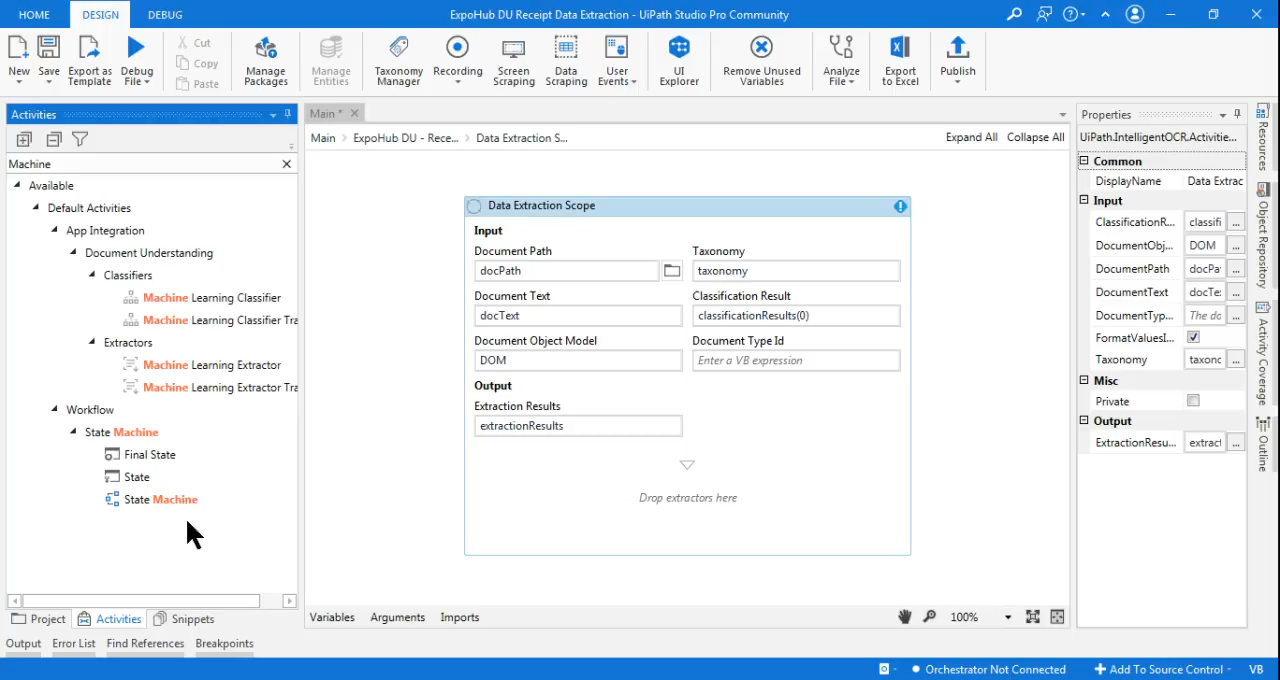 HOME DESIGN DEBUG ExpoHub DU Receipt Data Extraction - UiPath Studio Pro Community
New Save Export as Template Debug File Cut Copy Paste Manage Packages Manage Entities Taxonomy Manager Recording Screen Scraping Data Scraping User Events UI Explorer Remove Unused Variables Analyze File Export to Excel Publish
Activities
Machine
Available
Default Activities
App Integration
Document Understanding
Classifiers
Machine Learning Classifier
Machine Learning Classifier Tra
Extractors
Machine Learning Extractor
Machine Learning Extractor Tra
Workflow
State Machine
Final State
State
State Machine
Project Activities Snippets
Main *
Main > ExpoHub DU - Rece... > Data Extraction S... Expand All Collapse All
Data Extraction Scope
Input
Document Path Taxonomy
docPath taxonomy
Document Text Classification Result
docText classificationResults(0)
Document Object Model Document Type Id
DOM Enter a VB expression
Output
Extraction Results
extractionResults
Drop extractors here
Variables Arguments Imports 100%
Properties
UiPath.IntelligentOCR.Activitie...
Common
DisplayName Data Extrac
Input
ClassificationR... classifi ...
DocumentObj... DOM ...
DocumentPath docPa ...
DocumentText docTe ...
DocumentTyp... The do ...
FormatValuesI...
Taxonomy taxonc ...
Misc
Private
Output
ExtractionResu... extract ...
Resources
Object Repository
Activity Coverage
Outline
Output Error List Find References Breakpoints
Orchestrator Not Connected Add To Source Control VB